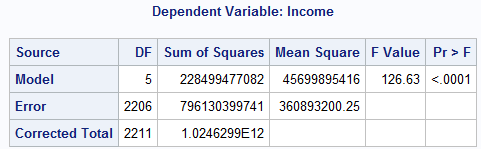 Dependent Variable: Income
Source DF Sum of Squares Mean Square F Value Pr > F
Model 5 228499477082 45699895416 126.63 <.0001
Error 2206 796130399741 360893200.25
Corrected Total 2211 1.0246299E12